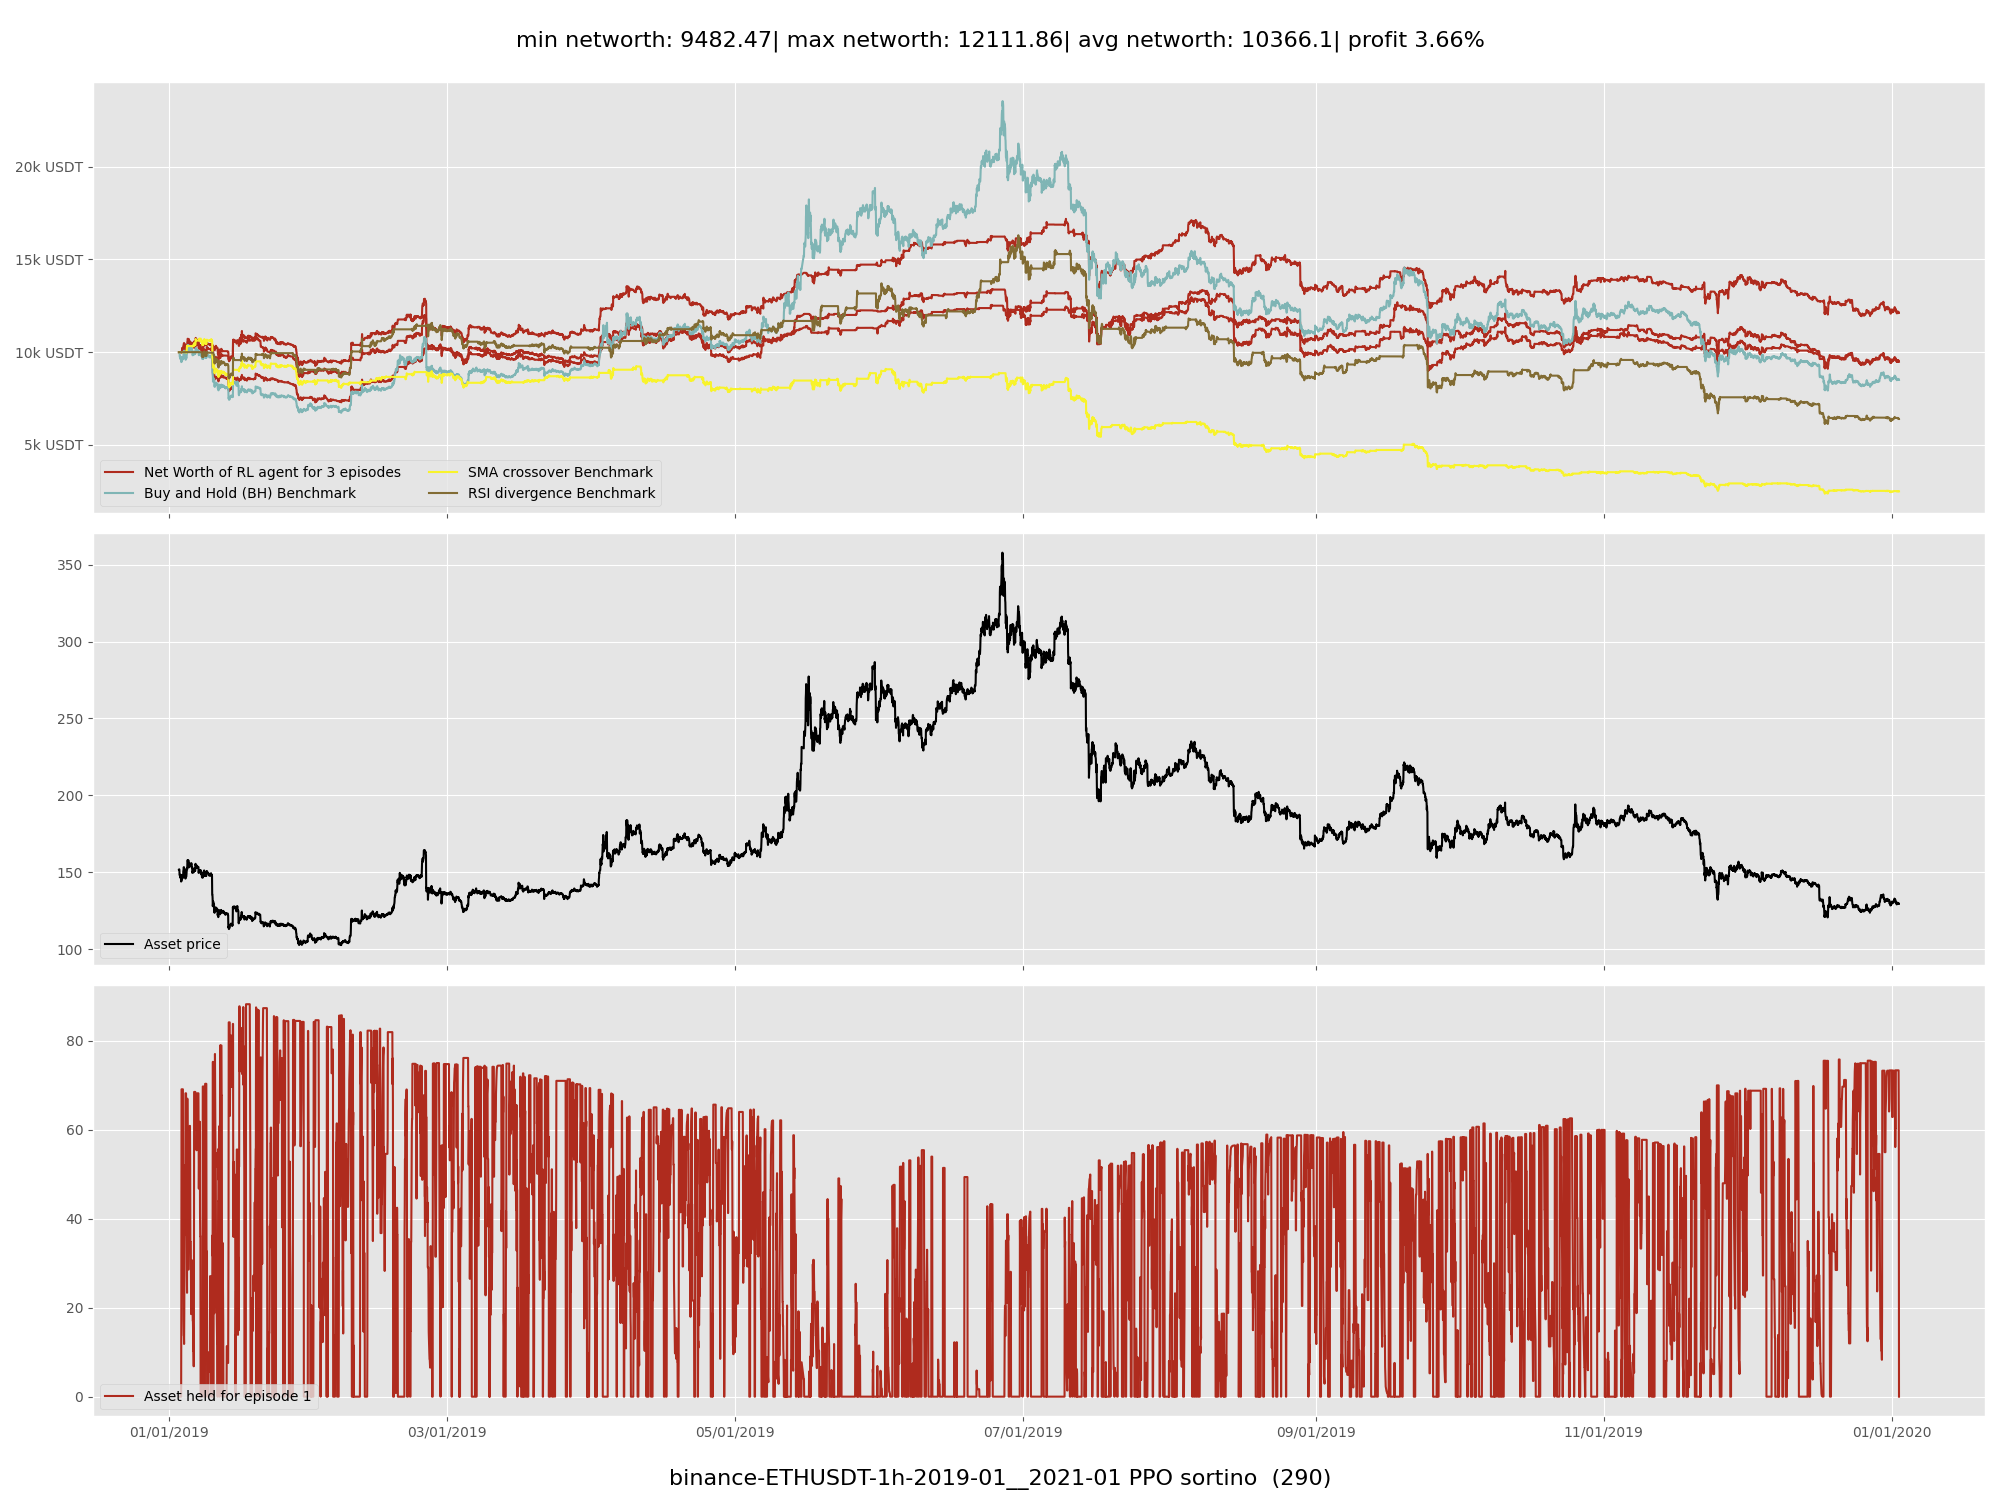 min networth: 9482.47| max networth: 12111.86| avg networth: 10366.1| profit 3.66%
20k USDT
15k USDT
10k USDT
5k USDT
Net Worth of RL agent for 3 episodes
Buy and Hold (BH) Benchmark
SMA crossover Benchmark
RSI divergence Benchmark
350
300
250
200
150
100
Asset price
80
60
40
20
0
Asset held for episode 1
01/01/2019 03/01/2019 05/01/2019 07/01/2019 09/01/2019 11/01/2019 01/01/2020
binance-ETHUSDT-1h-2019-01__2021-01 PPO sortino (290)